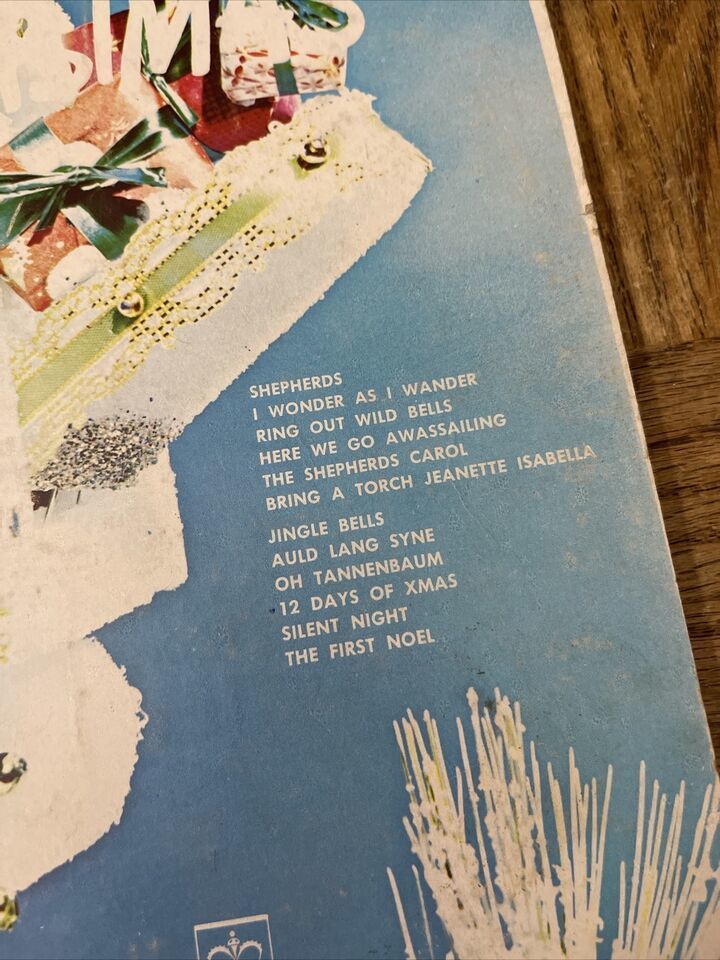 SHEPHERDS
I WONDER AS I WANDER
RING OUT WILD BELLS
HERE WE GO AWASSAILING
THE SHEPHERDS CAROL
BRING A TORCH JEANETTE ISABELLA
JINGLE BELLS
AULD LANG SYNE
OH TANNENBAUM
12 DAYS OF XMAS
SILENT NIGHT
THE FIRST NOEL